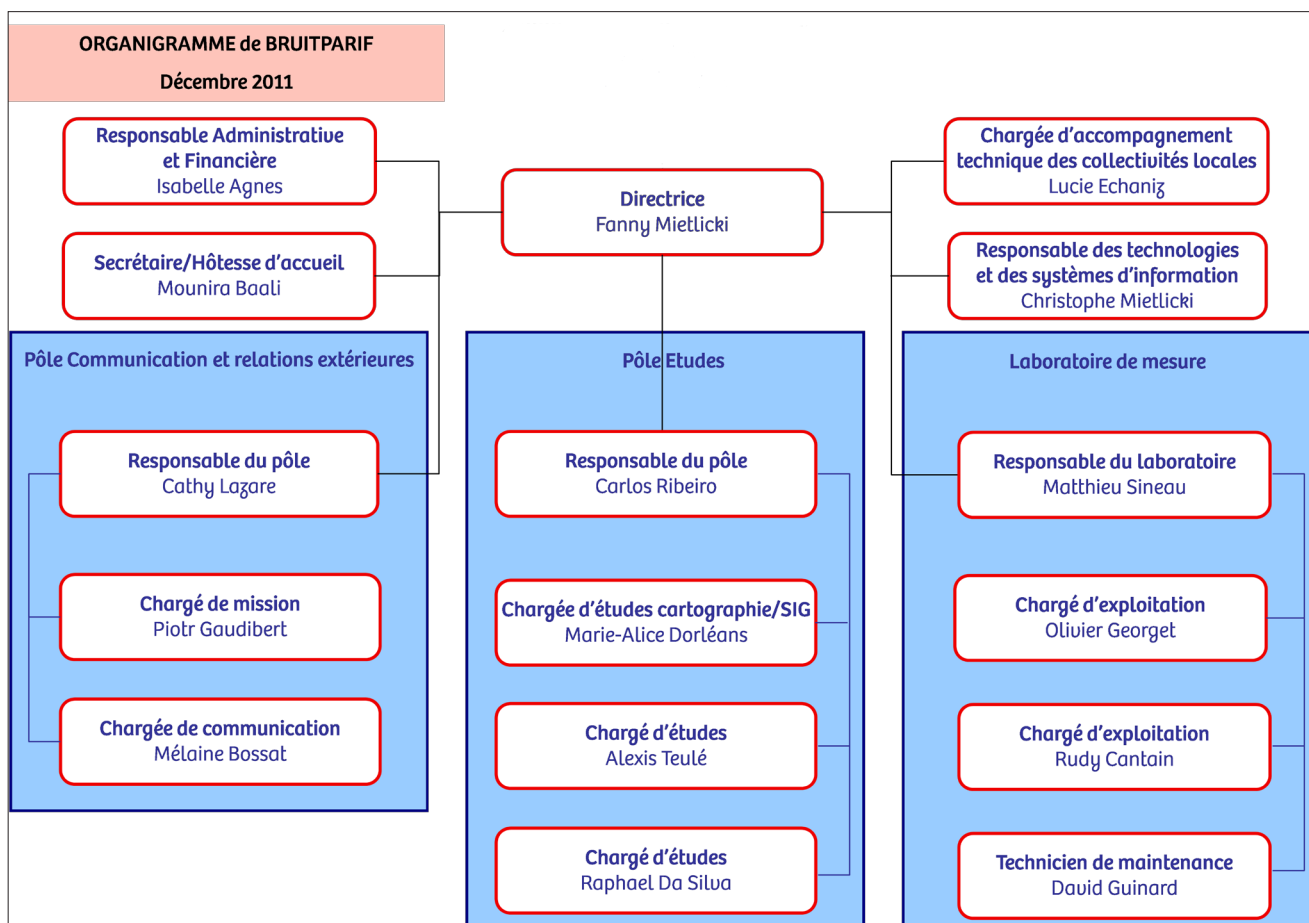 ORGANIGRAMME de BRUITPARIF
Décembre 2011
Responsable Administrative
et Financière
Isabelle Agnes
Secrétaire/Hôtesse d'accueil
Mounira Baali
Directrice
Fanny Mietlicki
Chargée d'accompagnement
technique des collectivités locales
Lucie Echaniz
Responsable des technologies
et des systèmes d'information
Christophe Mietlicki
Pôle Communication et relations extérieures
Responsable du pôle
Cathy Lazare
Chargé de mission
Piotr Gaudibert
Chargée de communication
Mélaine Bossat
Pôle Etudes
Responsable du pôle
Carlos Ribeiro
Chargée d'études cartographie/SIG
Marie-Alice Dorléans
Chargé d'études
Alexis Teulé
Chargé d'études
Raphael Da Silva
Laboratoire de mesure
Responsable du laboratoire
Matthieu Sineau
Chargé d'exploitation
Olivier Georget
Chargé d'exploitation
Rudy Cantain
Technicien de maintenance
David Guinard